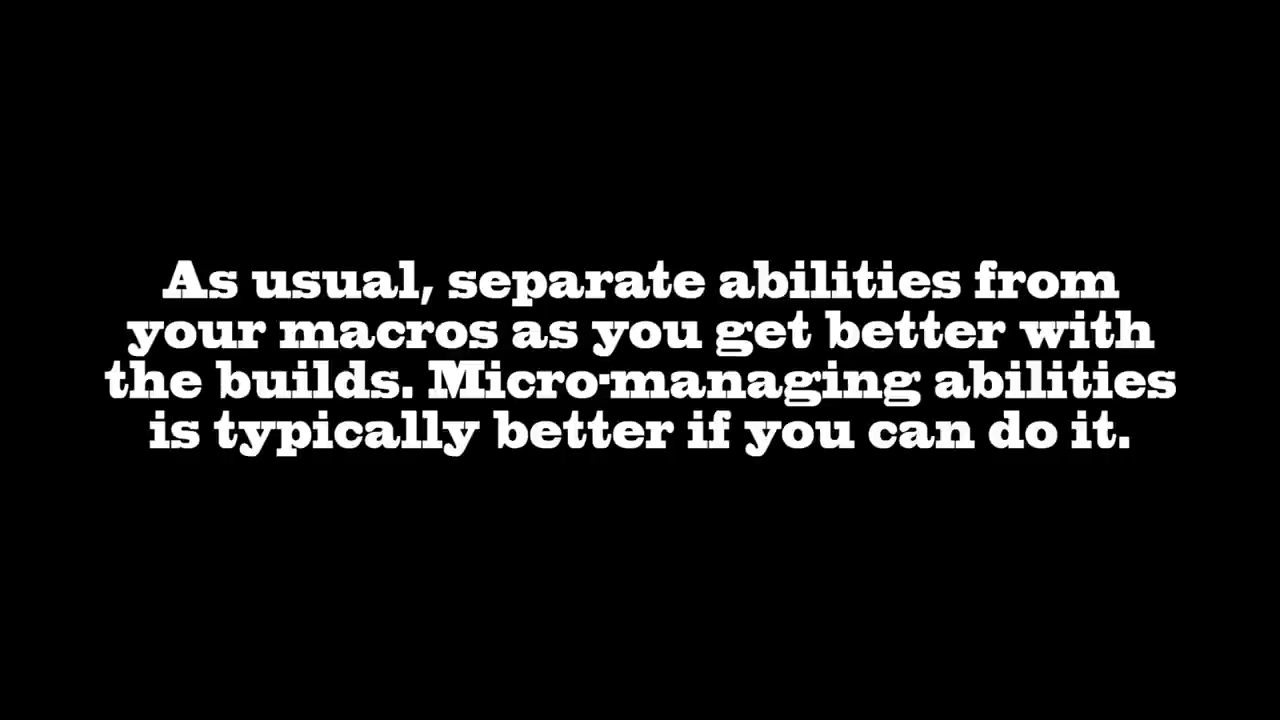 As usual, separate abilities from
your macros as you get better with
the builds. Micro-managing abilities
is typically better if you can do it.